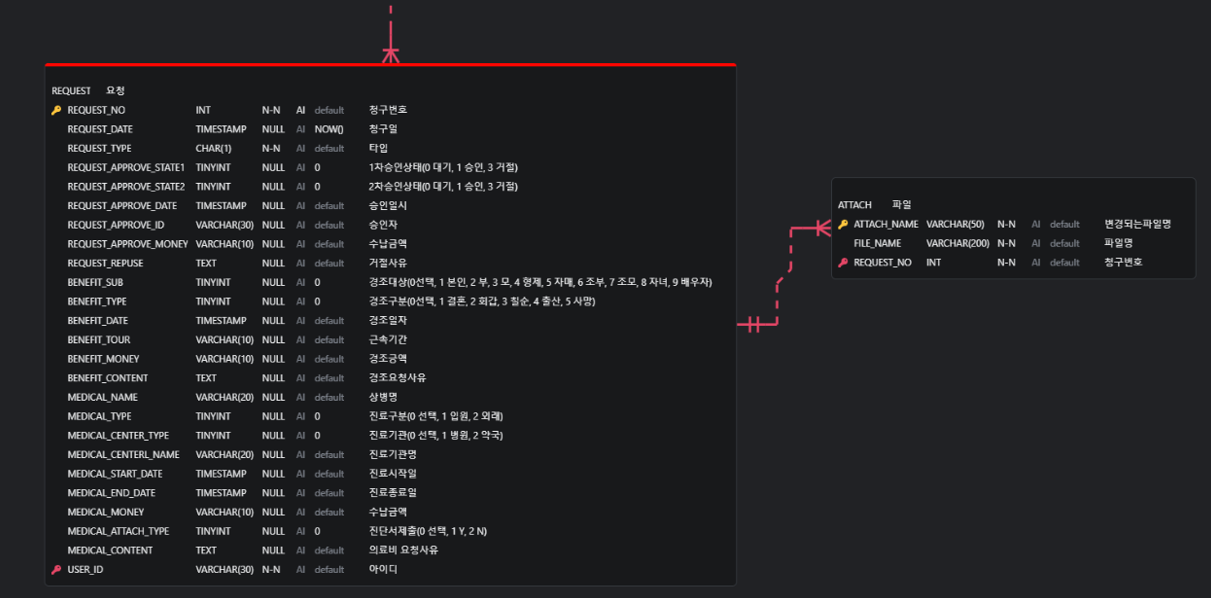 REQUEST 요청
REQUEST_NO INT N-N AI default 청구번호
REQUEST_DATE TIMESTAMP NULL AI NOW() 청구일
REQUEST_TYPE CHAR(1) N-N AI default 타입
REQUEST_APPROVE_STATE1 TINYINT NULL AI 0 1차승인상태(0 대기, 1 승인, 3 거절)
REQUEST_APPROVE_STATE2 TINYINT NULL AI 0 2차승인상태(0 대기, 1 승인, 3 거절)
REQUEST_APPROVE_DATE TIMESTAMP NULL AI default 승인일시
REQUEST_APPROVE_ID VARCHAR(30) NULL AI default 승인자
REQUEST_APPROVE_MONEY VARCHAR(10) NULL AI default 수납금액
REQUEST_REPUSE TEXT NULL AI default 거절사유
BENEFIT_SUB TINYINT NULL AI 0 경조대상(0선택, 1 본인, 2 부, 3 모, 4 형제, 5 자매, 6 조부, 7 조모, 8 자녀, 9 배우자)
BENEFIT_TYPE TINYINT NULL AI 0 경조구분(0선택, 1 결혼, 2 회갑, 3 칠순, 4 출산, 5 사망)
BENEFIT_DATE TIMESTAMP NULL AI default 경조일자
BENEFIT_TOUR VARCHAR(10) NULL AI default 근속기간
BENEFIT_MONEY VARCHAR(10) NULL AI default 경조금액
BENEFIT_CONTENT TEXT NULL AI default 경조요청사유
MEDICAL_NAME VARCHAR(20) NULL AI default 상병명
MEDICAL_TYPE TINYINT NULL AI 0 진료구분(0 선택, 1 입원, 2 외래)
MEDICAL_CENTER_TYPE TINYINT NULL AI 0 진료기관(0 선택, 1 병원, 2 약국)
MEDICAL_CENTERL_NAME VARCHAR(20) NULL AI default 진료기관명
MEDICAL_START_DATE TIMESTAMP NULL AI default 진료시작일
MEDICAL_END_DATE TIMESTAMP NULL AI default 진료종료일
MEDICAL_MONEY VARCHAR(10) NULL AI default 수납금액
MEDICAL_ATTACH_TYPE TINYINT NULL AI 0 진단서제출(0 선택, 1 Y, 2 N)
MEDICAL_CONTENT TEXT NULL AI default 의료비 요청사유
USER_ID VARCHAR(30) N-N AI default 아이디
ATTACH 파일
ATTACH_NAME VARCHAR(50) N-N AI default 변경되는파일명
FILE_NAME VARCHAR(200) N-N AI default 파일명
REQUEST_NO INT N-N AI default 청구번호